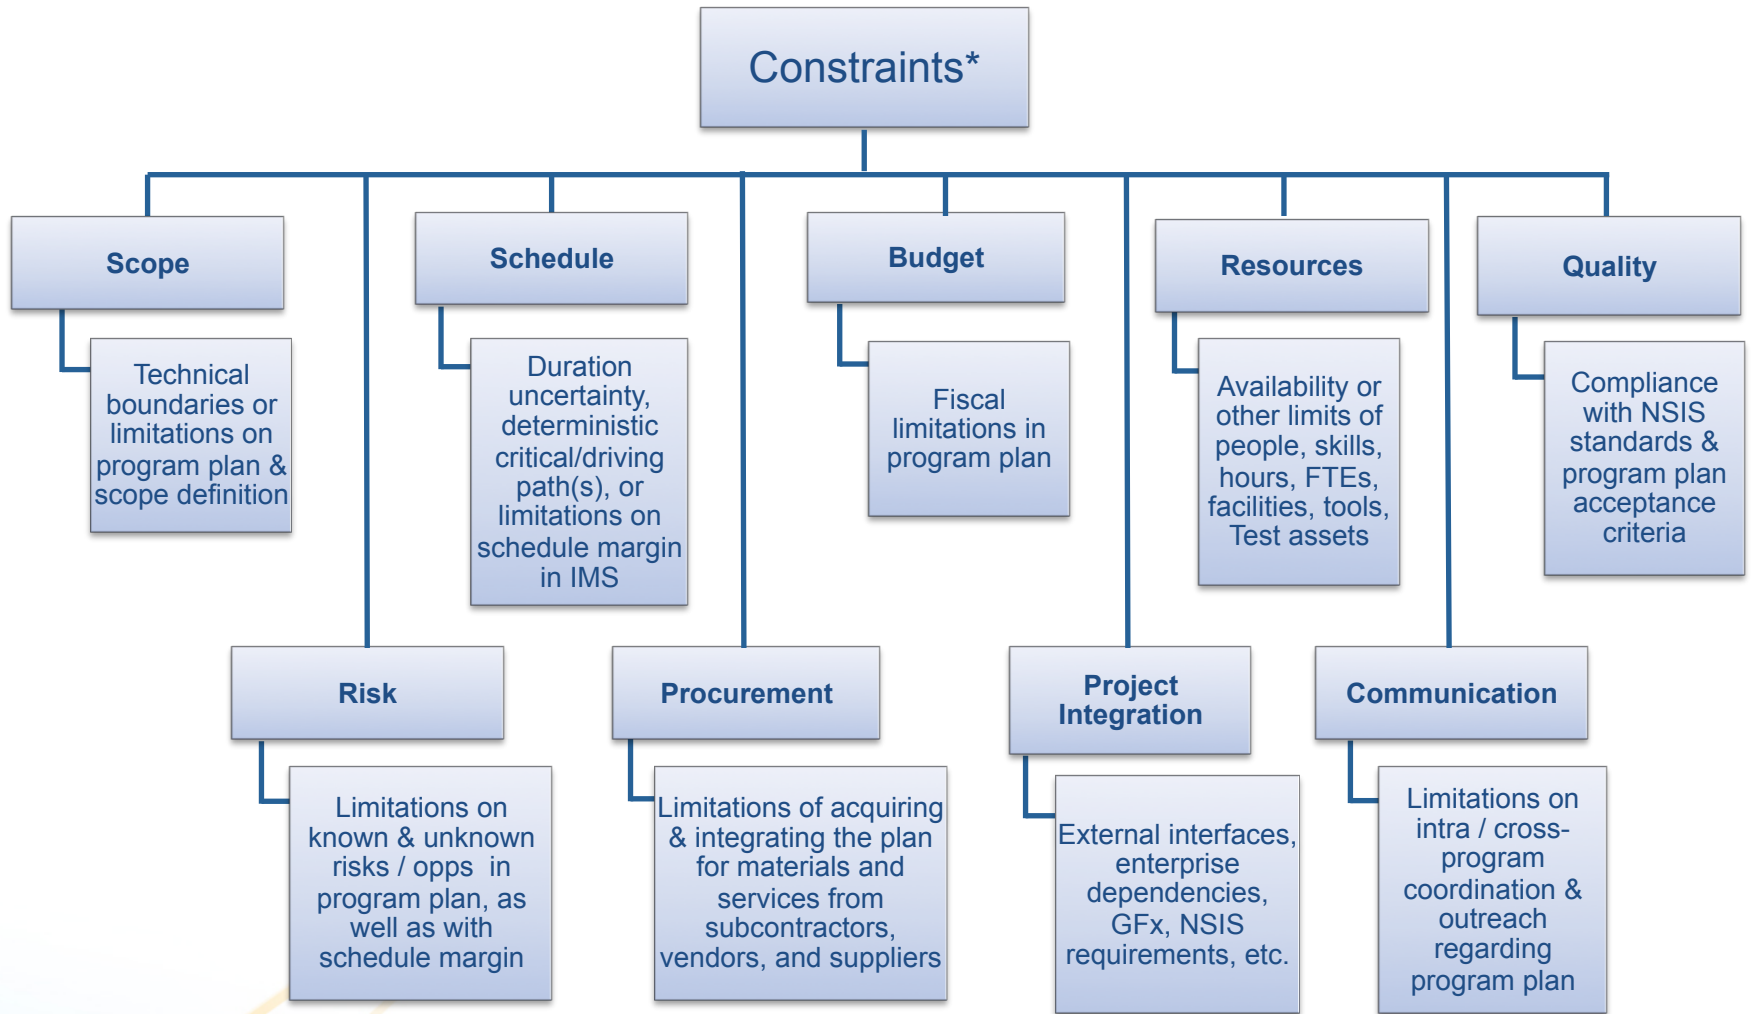 Constraints*
Scope
Technical
boundaries or
limitations on
program plan &
scope definition
Schedule
Duration
uncertainty,
deterministic
critical/driving
path(s), or
limitations on
schedule margin
in IMS
Budget
Fiscal
limitations in
program plan
Resources
Availability or
other limits of
people, skills,
hours, FTEs,
facilities, tools,
Test assets
Quality
Compliance
with NSIS
standards &
program plan
acceptance
criteria
Risk
Limitations on
known & unknown
risks / opps in
program plan, as
well as with
schedule margin
Procurement
Limitations of acquiring
& integrating the plan
for materials and
services from
subcontractors,
vendors, and suppliers
Project
Integration
External interfaces,
enterprise
dependencies,
GFx, NSIS
requirements, etc.
Communication
Limitations on
intra / cross-
program
coordination &
outreach
regarding
program plan